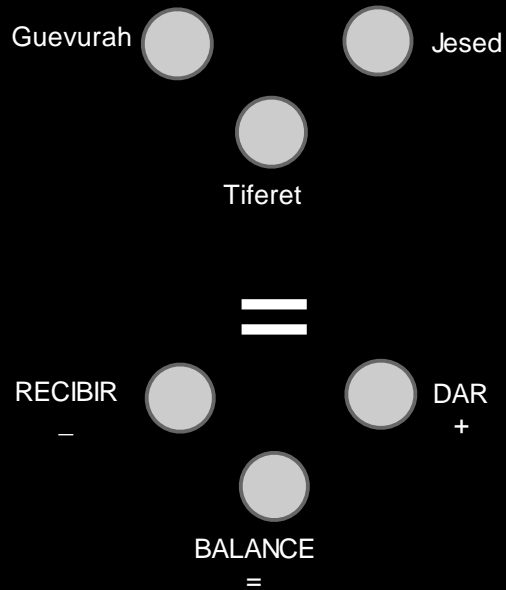 Guevurah
Jesed
Tiferet
=
RECIBIR
_
DAR
+
BALANCE
=